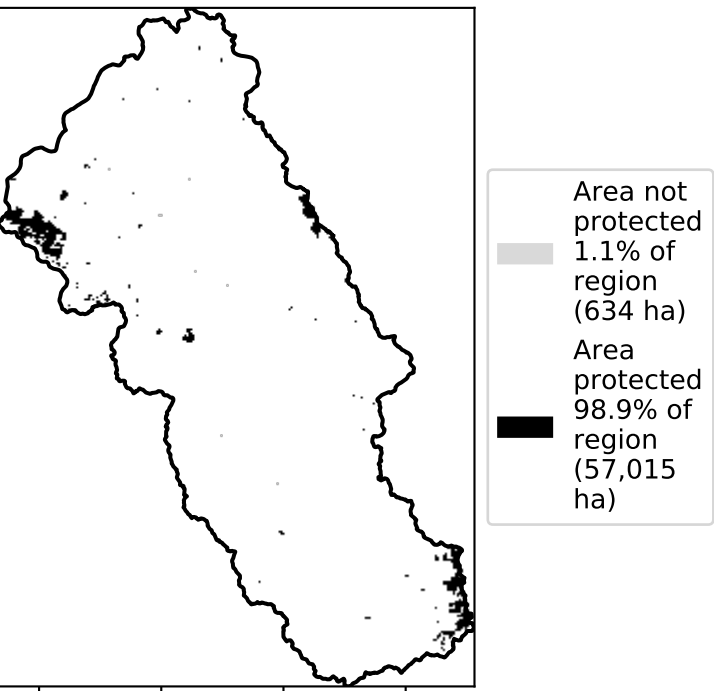 Area not
protected
1.1% of
region
(634 ha)
Area
protected
98.9% of
region
(57,015
ha)